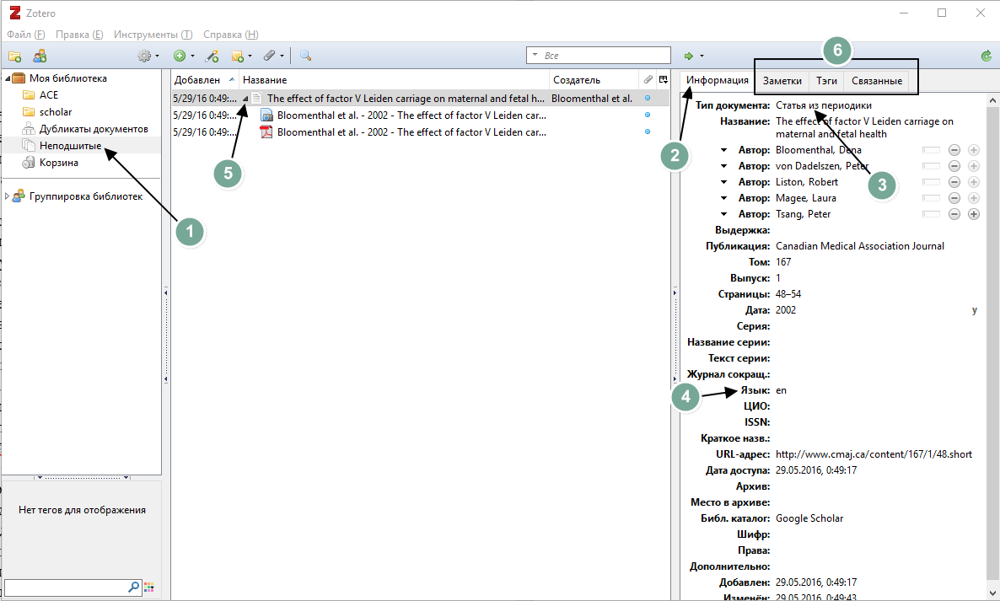 Zotero
Файл (F) Правка (E) Инструменты (T) Справка (H)
Все
6
Моя библиотека
ACE
scholar
Дубликаты документов
Неподшитые
Корзина
Группировка библиотек
1
Нет тегов для отображения
Добавлен Название Создатель
5/29/16 0:49:... The effect of factor V Leiden carriage on maternal and fetal h... Bloomenthal et al.
5/29/16 0:49:... Bloomenthal et al. - 2002 - The effect of factor V Leiden car...
5/29/16 0:49:... Bloomenthal et al. - 2002 - The effect of factor V Leiden car...
5
Информация Заметки Тэги Связанные
2
3
4
Тип документа: Статья из периодики
Название: The effect of factor V Leiden carriage on
maternal and fetal health
Автор: Bloomenthal, Dena
Автор: von Dadelszen, Peter
Автор: Liston, Robert
Автор: Magee, Laura
Автор: Tsang, Peter
Выдержка:
Публикация: Canadian Medical Association Journal
Том: 167
Выпуск: 1
Страницы: 48–54
Дата: 2002 y
Серия:
Название серии:
Текст серии:
Журнал сокращ.:
Язык: en
ЦИО:
ISSN:
Краткое назв.:
URL-адрес: http://www.cmaj.ca/content/167/1/48.short
Дата доступа: 29.05.2016, 0:49:17
Архив:
Место в архиве:
Библ. каталог: Google Scholar
Шифр:
Права:
Дополнительно:
Добавлен: 29.05.2016, 0:49:17
Изменён: 29.05.2016, 0:49:43